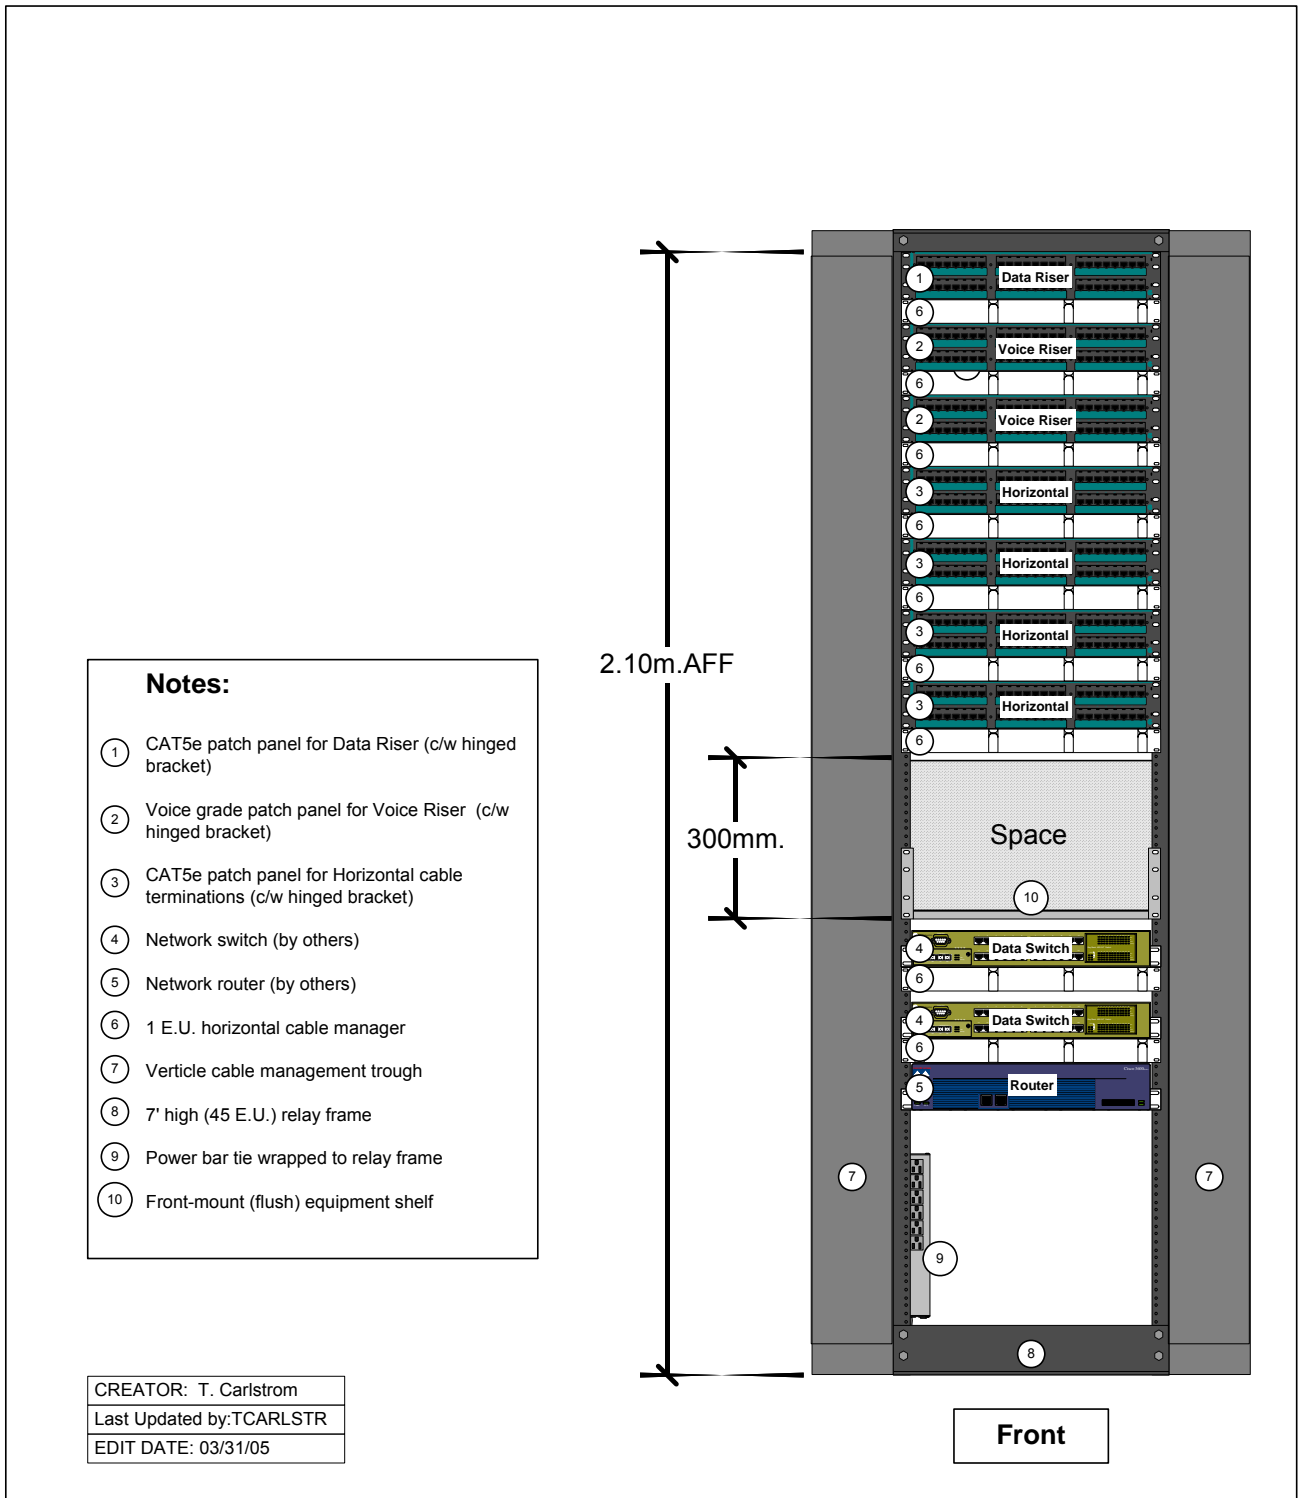 Notes:
1 CAT5e patch panel for Data Riser (c/w hinged
bracket)
2 Voice grade patch panel for Voice Riser (c/w
hinged bracket)
3 CAT5e patch panel for Horizontal cable
terminations (c/w hinged bracket)
4 Network switch (by others)
5 Network router (by others)
6 1 E.U. horizontal cable manager
7 Verticle cable management trough
8 7' high (45 E.U.) relay frame
9 Power bar tie wrapped to relay frame
10 Front-mount (flush) equipment shelf
CREATOR: T. Carlstrom
Last Updated by:TCARLSTR
EDIT DATE: 03/31/05
2.10m.AFF
300mm.
1 Data Riser
6
2 Voice Riser
6
2 Voice Riser
6
3 Horizontal
6
3 Horizontal
6
3 Horizontal
6
3 Horizontal
6
Space
10
4 Data Switch
6
4 Data Switch
6
5 Router
7
7
9
8
Front